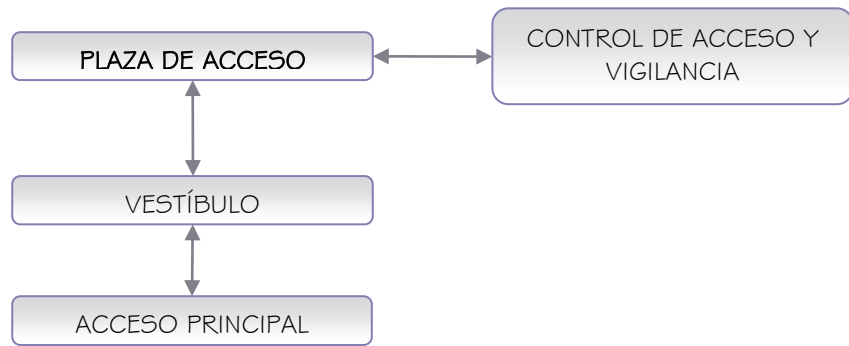 PLAZA DE ACCESO
CONTROL DE ACCESO Y
VIGILANCIA
VESTÍBULO
ACCESO PRINCIPAL